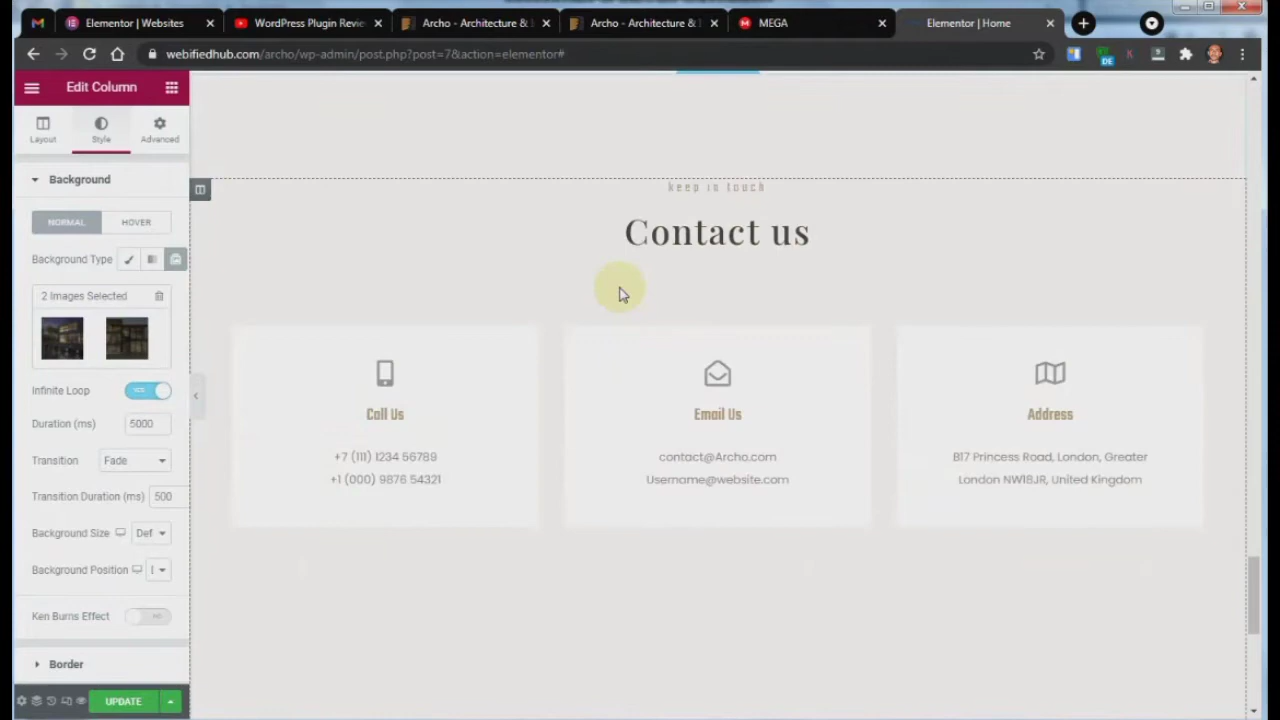 Elementor | Websites
WordPress Plugin Revie
Archo - Architecture &
Archo - Architecture &
MEGA
Elementor | Home
webifiedhub.com/archo/wp-admin/post.php?post=7&action=elementor#
DE
Edit Column
Layout
Style
Advanced
Background
NORMAL
HOVER
Background Type
2 Images Selected
Infinite Loop
Duration (ms)
5000
Transition
Fade
Transition Duration (ms)
500
Background Size
Def
Background Position
Ken Burns Effect
Border
UPDATE
keep in touch
Contact us
Call Us
+7 (111) 1234 56789
+1 (000) 9876 54321
Email Us
contact@Archo.com
Username@website.com
Address
B17 Princess Road, London, Greater
London NW18JR, United Kingdom